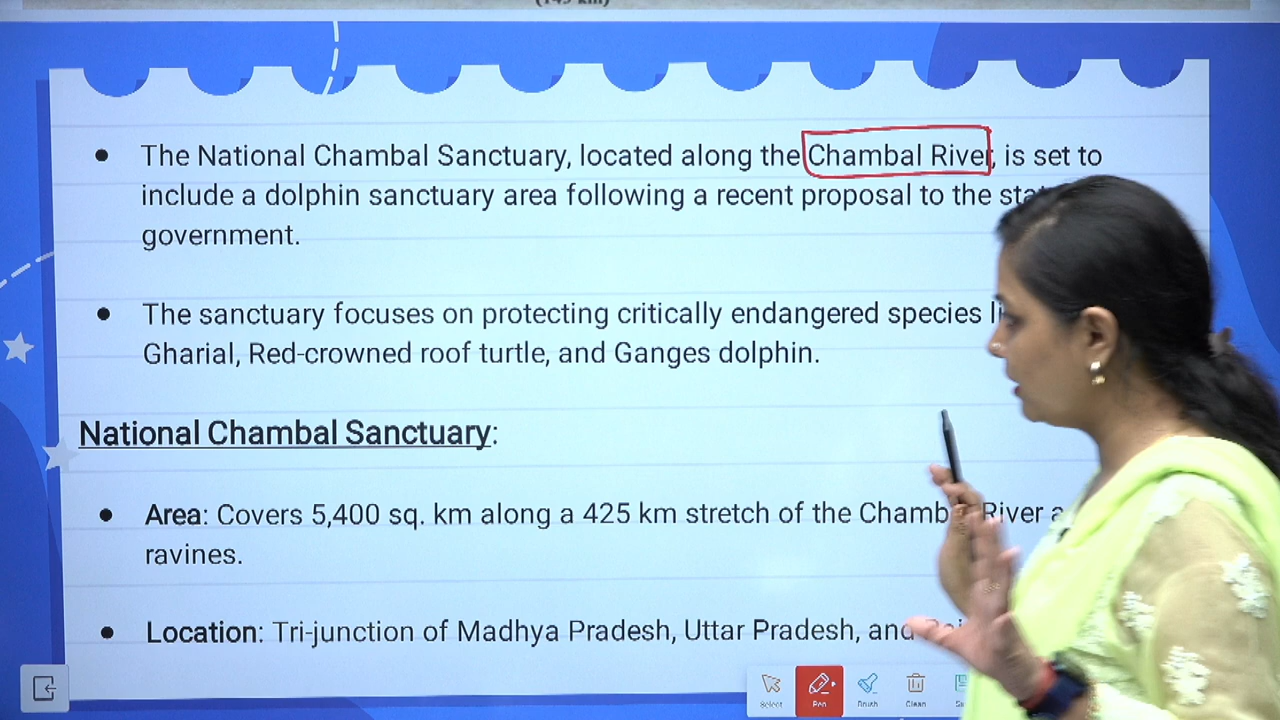 (145 km)
The National Chambal Sanctuary, located along the Chambal River, is set to
include a dolphin sanctuary area following a recent proposal to the
government.
The sanctuary focuses on protecting critically endangered species
Gharial, Red-crowned roof turtle, and Ganges dolphin.
National Chambal Sanctuary:
Area: Covers 5,400 sq. km along a 425 km stretch of the River
ravines.
Location: Tri-junction of Madhya Pradesh, Uttar Pradesh, and
Select Pen Brush Clean